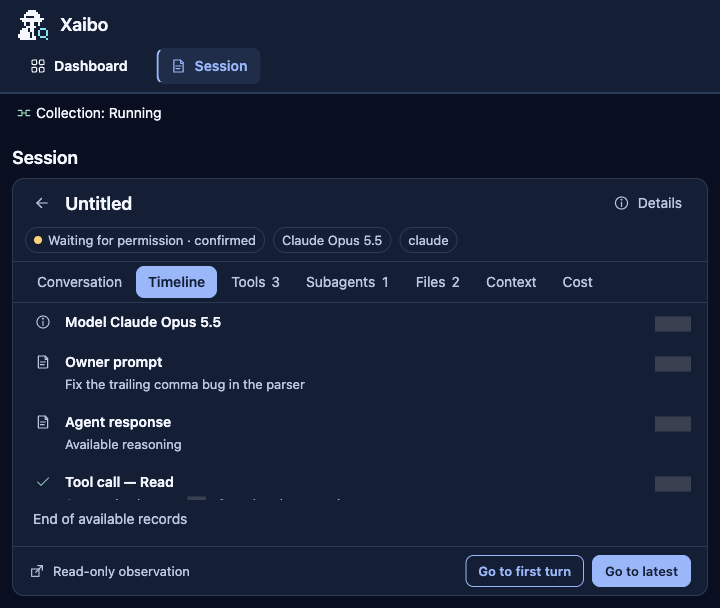 Xaibo
Dashboard
Session
Collection: Running
Session
Untitled
Details
Waiting for permission · confirmed
Claude Opus 5.5
claude
Conversation
Timeline
Tools 3
Subagents 1
Files 2
Context
Cost
Model Claude Opus 5.5
Owner prompt
Fix the trailing comma bug in the parser
Agent response
Available reasoning
Tool call — Read
End of available records
Read-only observation
Go to first turn
Go to latest